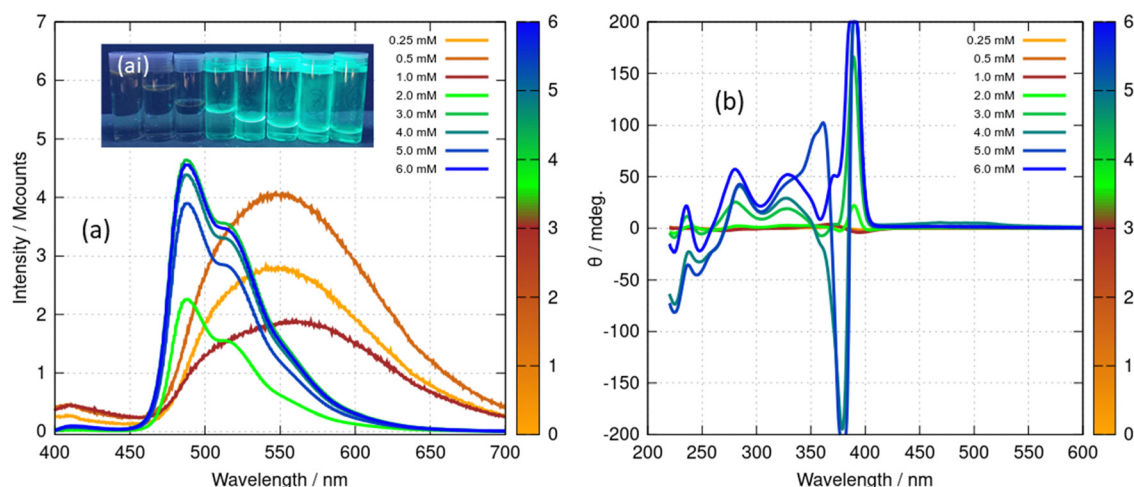 7
6
5
4
3
2
1
0
Intensity / Mcounts
400 450 500 550 600 650 700
Wavelength / nm
(a)
(ai)
0.25 mM
0.5 mM
1.0 mM
2.0 mM
3.0 mM
4.0 mM
5.0 mM
6.0 mM
6
5
4
3
2
1
0
200
150
100
50
0
-50
-100
-150
-200
θ / mdeg.
200 250 300 350 400 450 500 550 600
Wavelength / nm
(b)
0.25 mM
0.5 mM
1.0 mM
2.0 mM
3.0 mM
4.0 mM
5.0 mM
6.0 mM
6
5
4
3
2
1
0